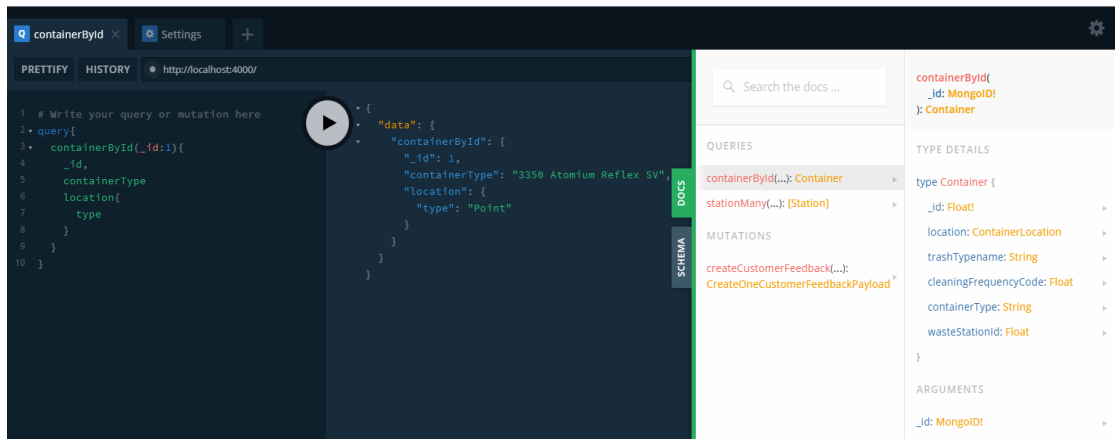 Q containerById ×
Settings
+
PRETTIFY
HISTORY
http://localhost:4000/
1 # Write your query or mutation here
2 query{
3 containerById(_id:1){
4 _id,
5 containerType
6 location{
7 type
8 }
9 }
10 }
{
"data": {
"containerById": {
"_id": 1,
"containerType": "3350 Atomium Reflex SV",
"location": {
"type": "Point"
}
}
}
}
DOCS
SCHEMA
Search the docs ...
QUERIES
containerById(...): Container
stationMany(...): [Station]
MUTATIONS
createCustomerFeedback(...):
CreateOneCustomerFeedbackPayload
containerById(
_id: MongoID!
): Container
TYPE DETAILS
type Container {
_id: Float!
location: ContainerLocation
trashTypename: String
cleaningFrequencyCode: Float
containerType: String
wasteStationId: Float
}
ARGUMENTS
_id: MongoID!